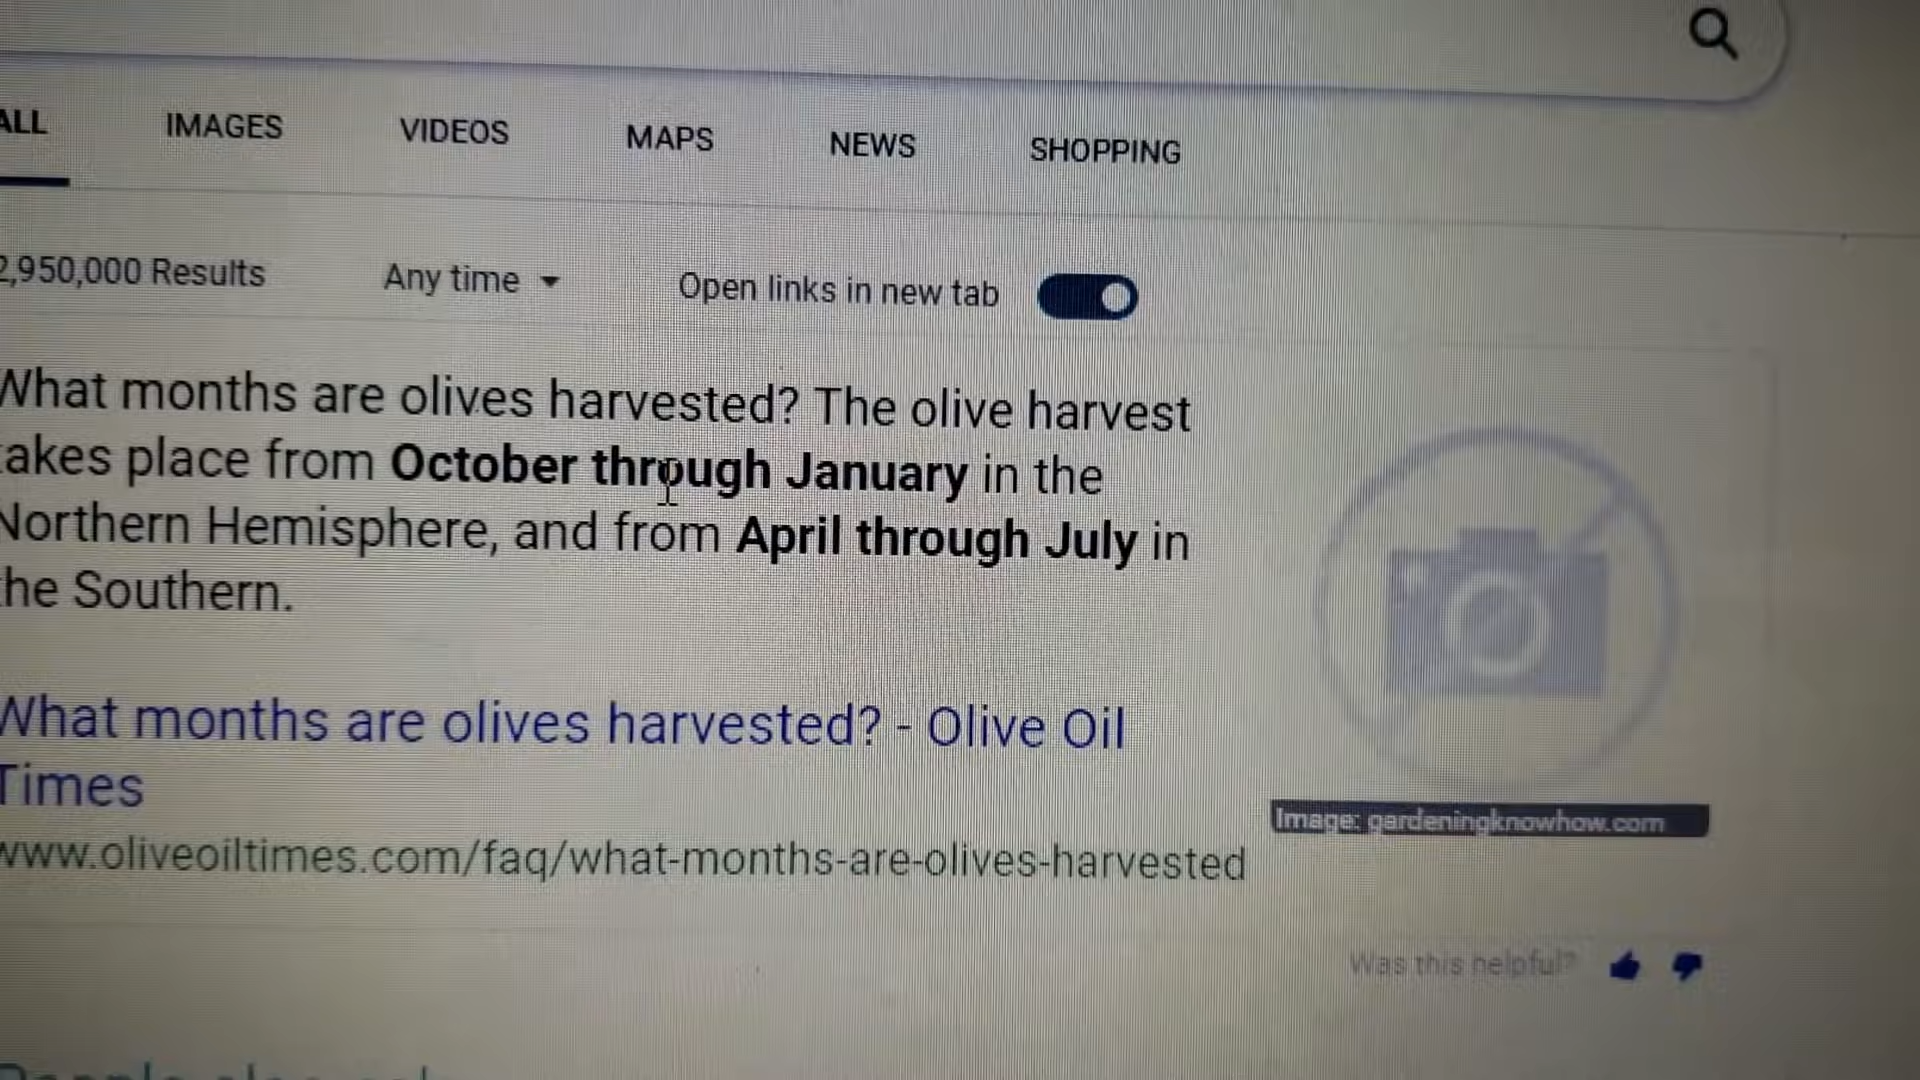 ALL IMAGES VIDEOS MAPS NEWS SHOPPING
2,950,000 Results Any time Open links in new tab
What months are olives harvested? The olive harvest
takes place from October through January in the
Northern Hemisphere, and from April through July in
the Southern.
What months are olives harvested? - Olive Oil
Times
www.oliveoiltimes.com/faq/what-months-are-olives-harvested
Image: gardeningknowhow.com
Was this helpful?